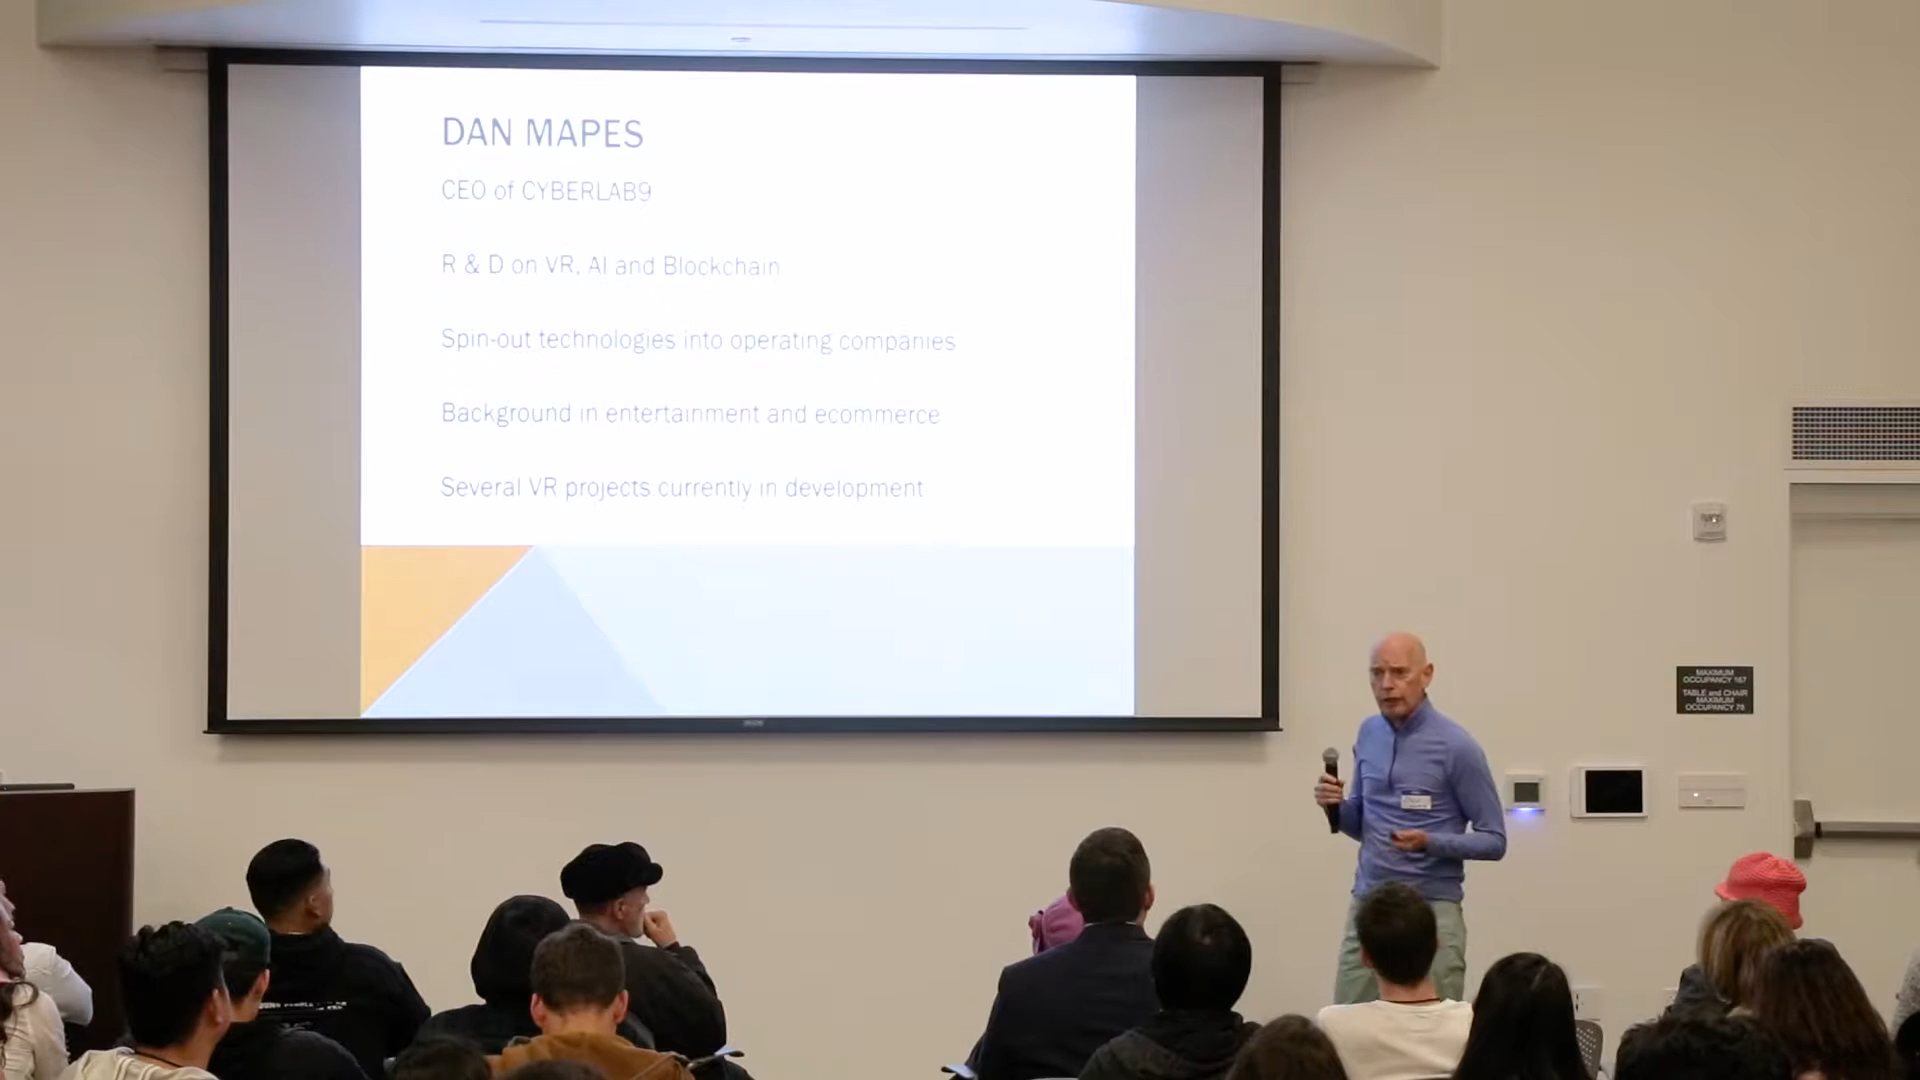 DAN MAPES
CEO of CYBERLAB9
R & D on VR, AI and Blockchain
Spin-out technologies into operating companies
Background in entertainment and ecommerce
Several VR projects currently in development
MAXIMUM
OCCUPANCY 167
TABLE and CHAIR
MAXIMUM
OCCUPANCY 78